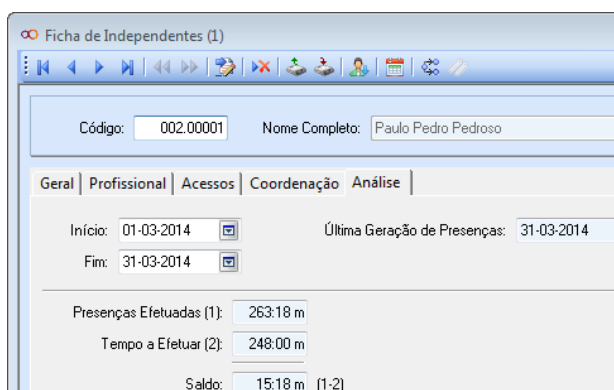 Ficha de Independentes (1)
Código: 002.00001 Nome Completo: Paulo Pedro Pedroso
Geral Profissional Acessos Coordenação Análise
Início: 01-03-2014 Última Geração de Presenças: 31-03-2014
Fim: 31-03-2014
Presenças Efetuadas (1): 263:18 m
Tempo a Efetuar (2): 248:00 m
Saldo: 15:18 m (1-2)